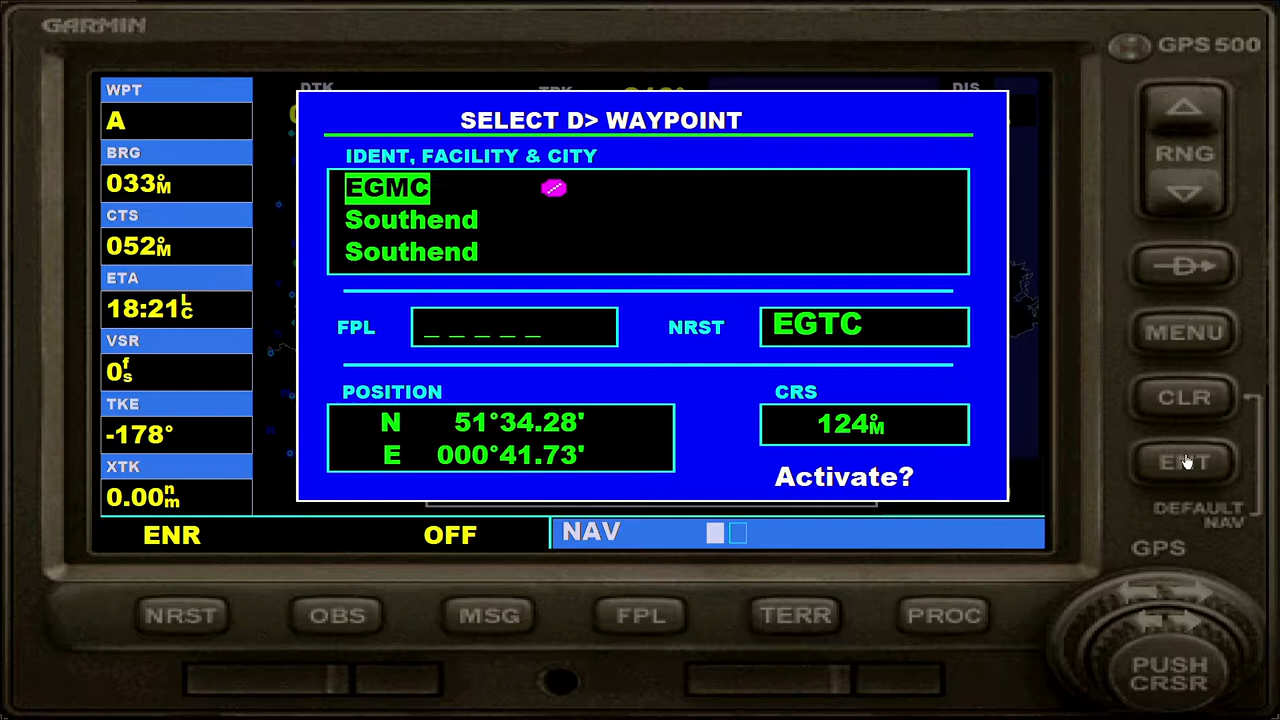 GARMIN
GPS 500
WPT
A
BRG
033°M
CTS
052°M
ETA
18:21LC
VSR
0fs
TKE
-178°
XTK
0.00nm
DTK
DIS
SELECT D> WAYPOINT
IDENT, FACILITY & CITY
EGMC
Southend
Southend
FPL _ _ _ _ _ NRST EGTC
POSITION CRS
N 51°34.28' 124°M
E 000°41.73'
Activate?
ENR OFF NAV
RNG
D
MENU
CLR
ENT
DEFAULT
NAV
GPS
NRST OBS MSG FPL TERR PROC
PUSH
CRSR